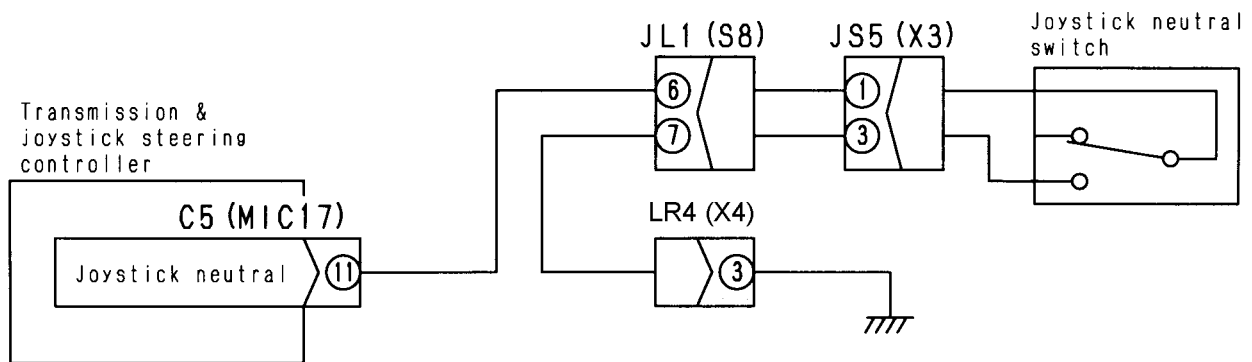 JL1 (S8)
JS5 (X3)
Joystick neutral
switch
6
7
1
3
Transmission &
joystick steering
controller
C5 (MIC17)
Joystick neutral
11
LR4 (X4)
3